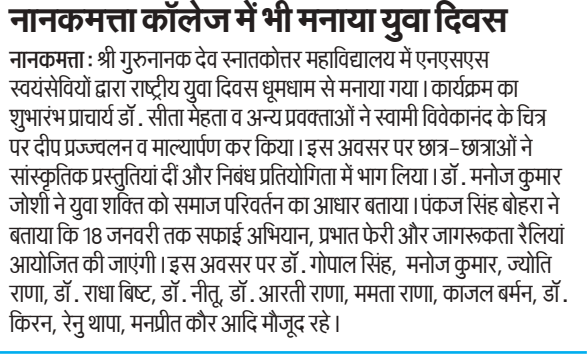 नानकमत्ता कॉलेज में भी मनाया युवा दिवस
नानकमत्ता : श्री गुरुनानक देव स्नातकोत्तर महाविद्यालय में एनएसएस
स्वयंसेवियों द्वारा राष्ट्रीय युवा दिवस धूमधाम से मनाया गया । कार्यक्रम का
शुभारंभ प्राचार्य डॉ . सीता मेहता व अन्य प्रवक्ताओं ने स्वामी विवेकानंद के चित्र
पर दीप प्रज्ज्वलन व माल्यार्पण कर किया । इस अवसर पर छात्र-छात्राओं ने
सांस्कृतिक प्रस्तुतियां दीं और निबंध प्रतियोगिता में भाग लिया । डॉ . मनोज कुमार
जोशी ने युवा शक्ति को समाज परिवर्तन का आधार बताया । पंकज सिंह बोहरा ने
बताया कि 18 जनवरी तक सफाई अभियान, प्रभात फेरी और जागरूकता रैलियां
आयोजित की जाएंगी । इस अवसर पर डॉ . गोपाल सिंह, मनोज कुमार, ज्योति
राणा, डॉ . राधा बिष्ट, डॉ . नीतू, डॉ . आरती राणा, ममता राणा, काजल बर्मन, डॉ .
किरन, रेनु थापा, मनप्रीत कौर आदि मौजूद रहे ।